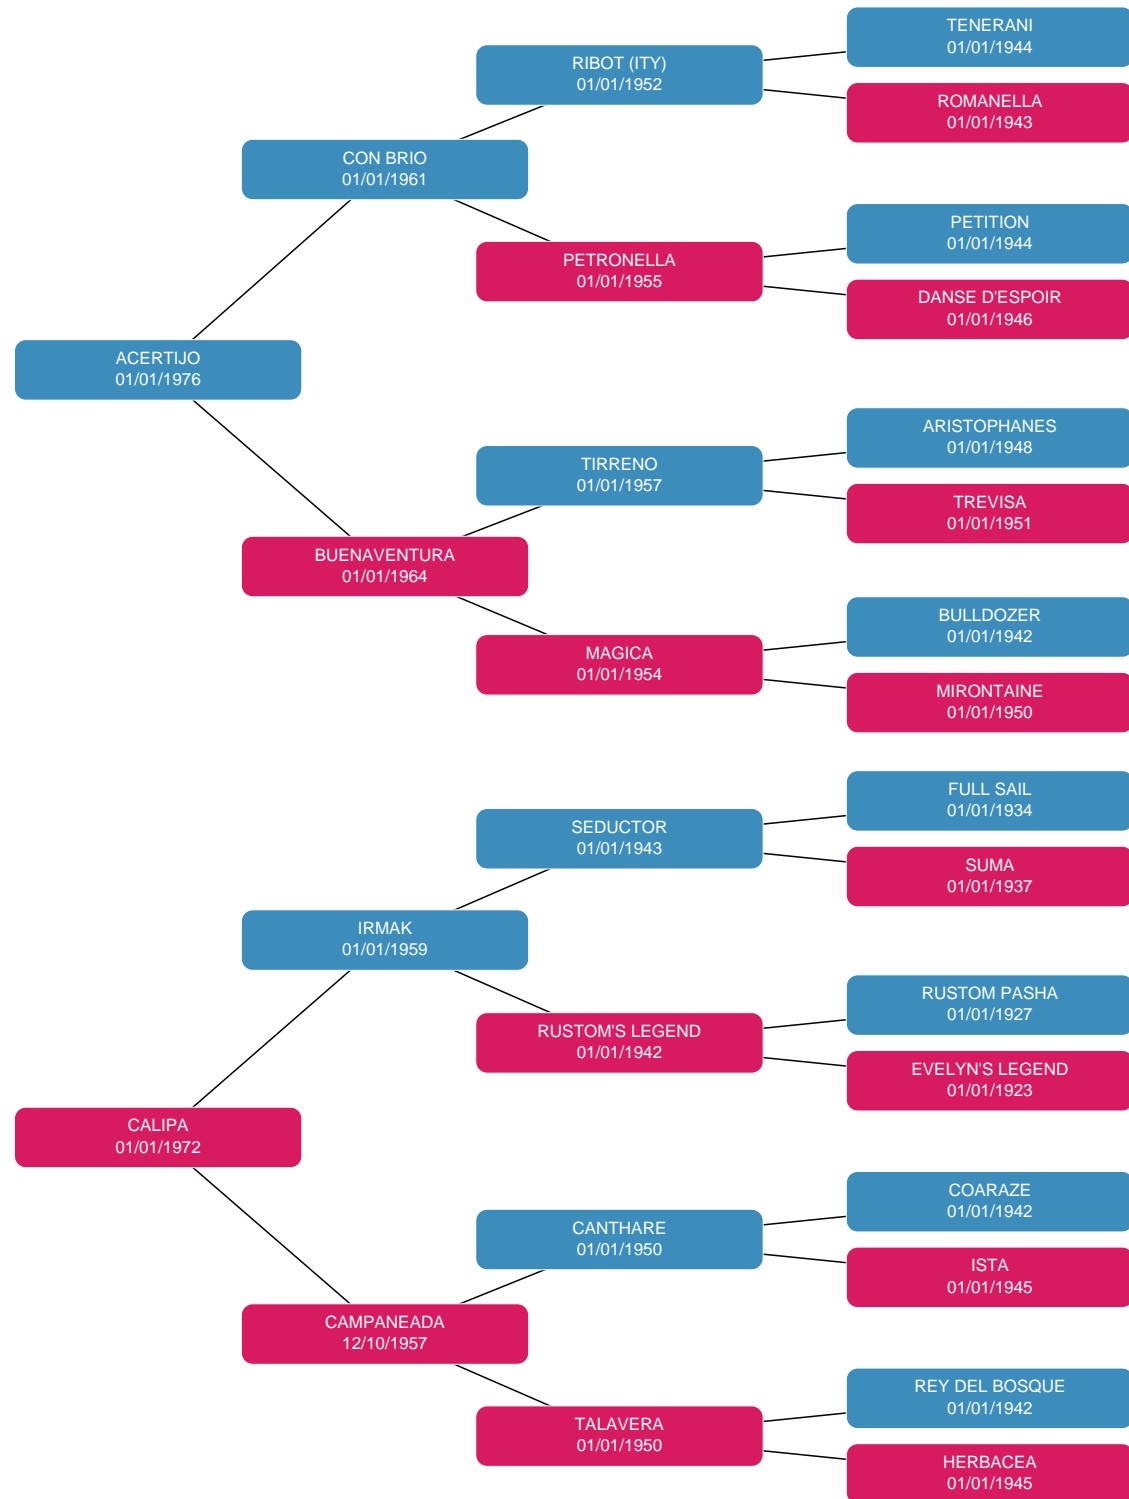 TENERANI
01/01/1944
RIBOT (ITY)
01/01/1952
ROMANELLA
01/01/1943
CON BRIO
01/01/1961
PETITION
01/01/1944
PETRONELLA
01/01/1955
DANSE D'ESPOIR
01/01/1946
ACERTIJO
01/01/1976
ARISTOPHANES
01/01/1948
TIRRENO
01/01/1957
TREVISA
01/01/1951
BUENAVENTURA
01/01/1964
BULLDOZER
01/01/1942
MAGICA
01/01/1954
MIRONTAINE
01/01/1950
FULL SAIL
01/01/1934
SEDUCTOR
01/01/1943
SUMA
01/01/1937
IRMAK
01/01/1959
RUSTOM PASHA
01/01/1927
RUSTOM'S LEGEND
01/01/1942
EVELYN'S LEGEND
01/01/1923
CALIPA
01/01/1972
COARAZE
01/01/1942
CANTHARE
01/01/1950
ISTA
01/01/1945
CAMPANEADA
12/10/1957
REY DEL BOSQUE
01/01/1942
TALAVERA
01/01/1950
HERBACEA
01/01/1945